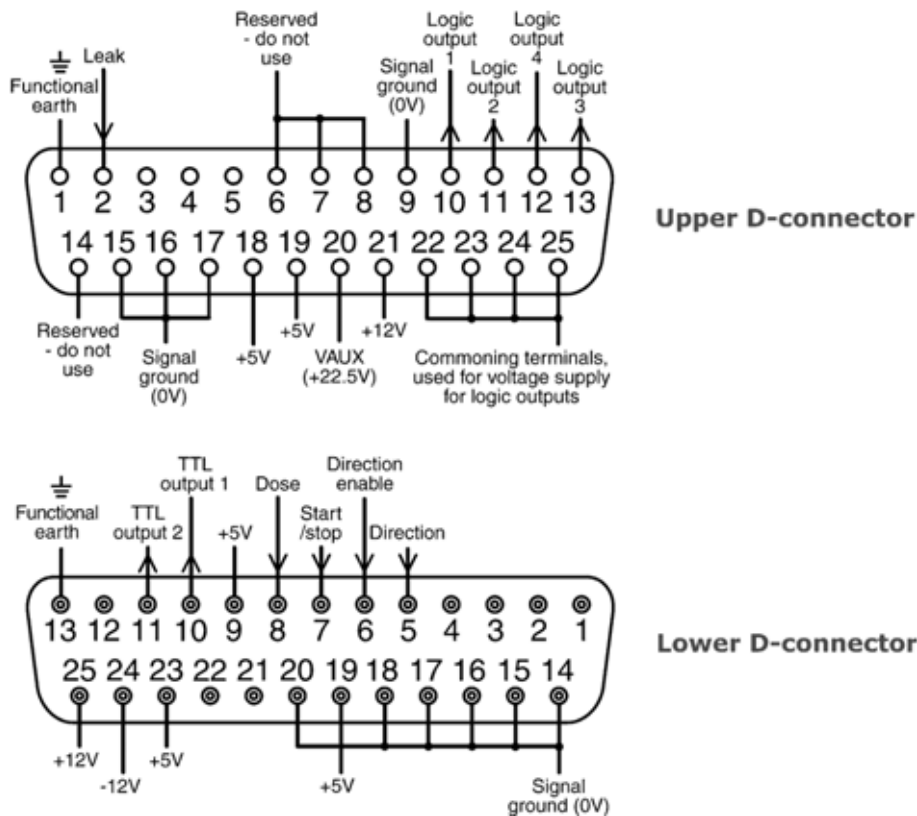 Reserved
- do not
use
Logic
output
1
Logic
output
4
Leak
Functional
earth
Signal
ground
(0V)
Logic
output
2
Logic
output
3
1 2 3 4 5 6 7 8 9 10 11 12 13
Upper D-connector
14 15 16 17 18 19 20 21 22 23 24 25
Reserved
- do not
use
Signal
ground
(0V)
+5V
+5V
VAUX
(+22.5V)
+12V
Commoning terminals,
used for voltage supply
for logic outputs
TTL
output 1
Dose
Direction
enable
Functional
earth
TTL
output 2
+5V
Start
/stop
Direction
13 12 11 10 9 8 7 6 5 4 3 2 1
Lower D-connector
25 24 23 22 21 20 19 18 17 16 15 14
+12V
-12V
+5V
+5V
Signal
ground (0V)